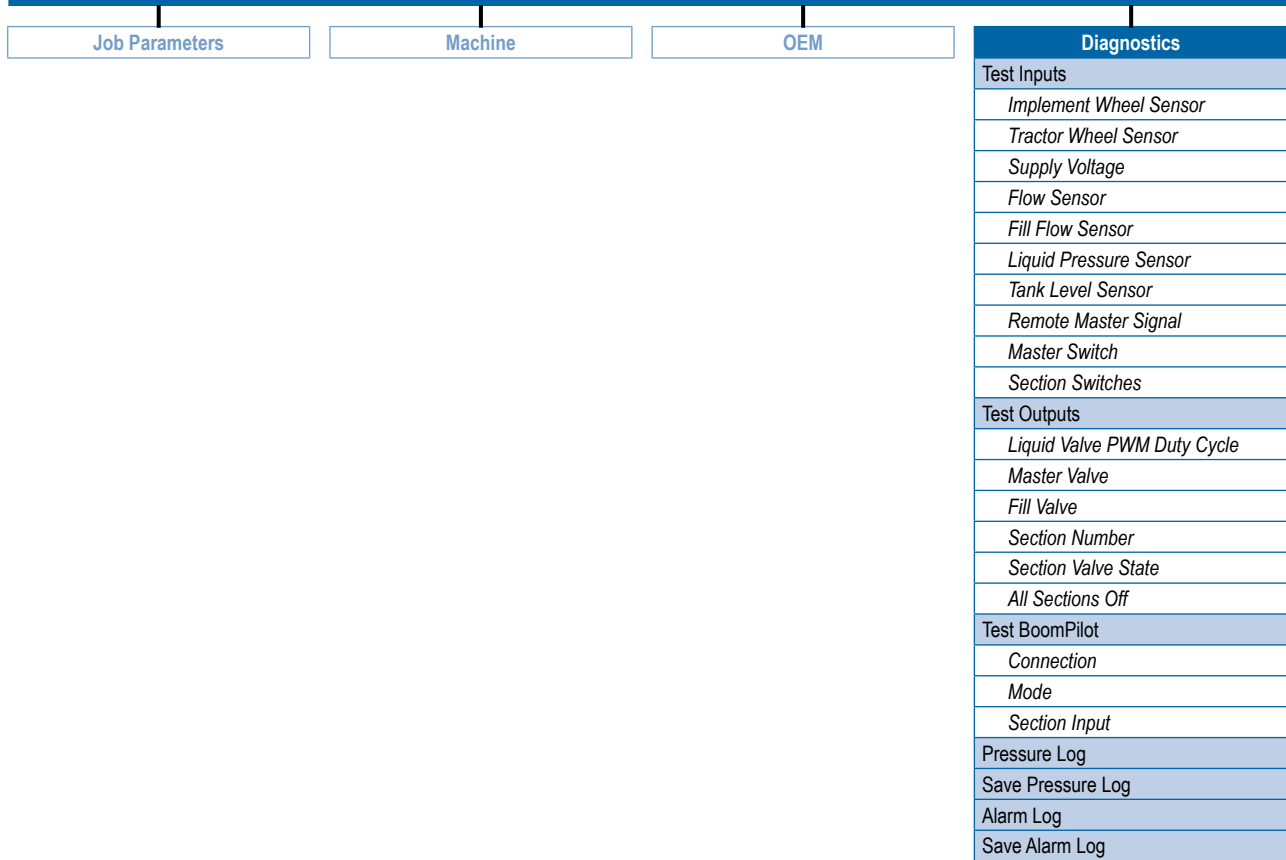 Job Parameters
Machine
OEM
Diagnostics
Test Inputs
Implement Wheel Sensor
Tractor Wheel Sensor
Supply Voltage
Flow Sensor
Fill Flow Sensor
Liquid Pressure Sensor
Tank Level Sensor
Remote Master Signal
Master Switch
Section Switches
Test Outputs
Liquid Valve PWM Duty Cycle
Master Valve
Fill Valve
Section Number
Section Valve State
All Sections Off
Test BoomPilot
Connection
Mode
Section Input
Pressure Log
Save Pressure Log
Alarm Log
Save Alarm Log